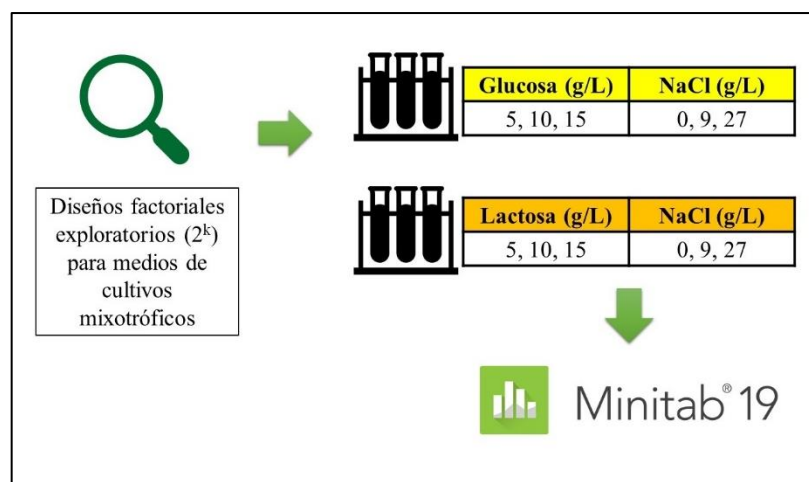 Diseños factoriales
exploratorios (2ᵏ)
para medios de
cultivos
mixotróficos
Glucosa (g/L) NaCl (g/L)
5, 10, 15 0, 9, 27
Lactosa (g/L) NaCl (g/L)
5, 10, 15 0, 9, 27
Minitab® 19